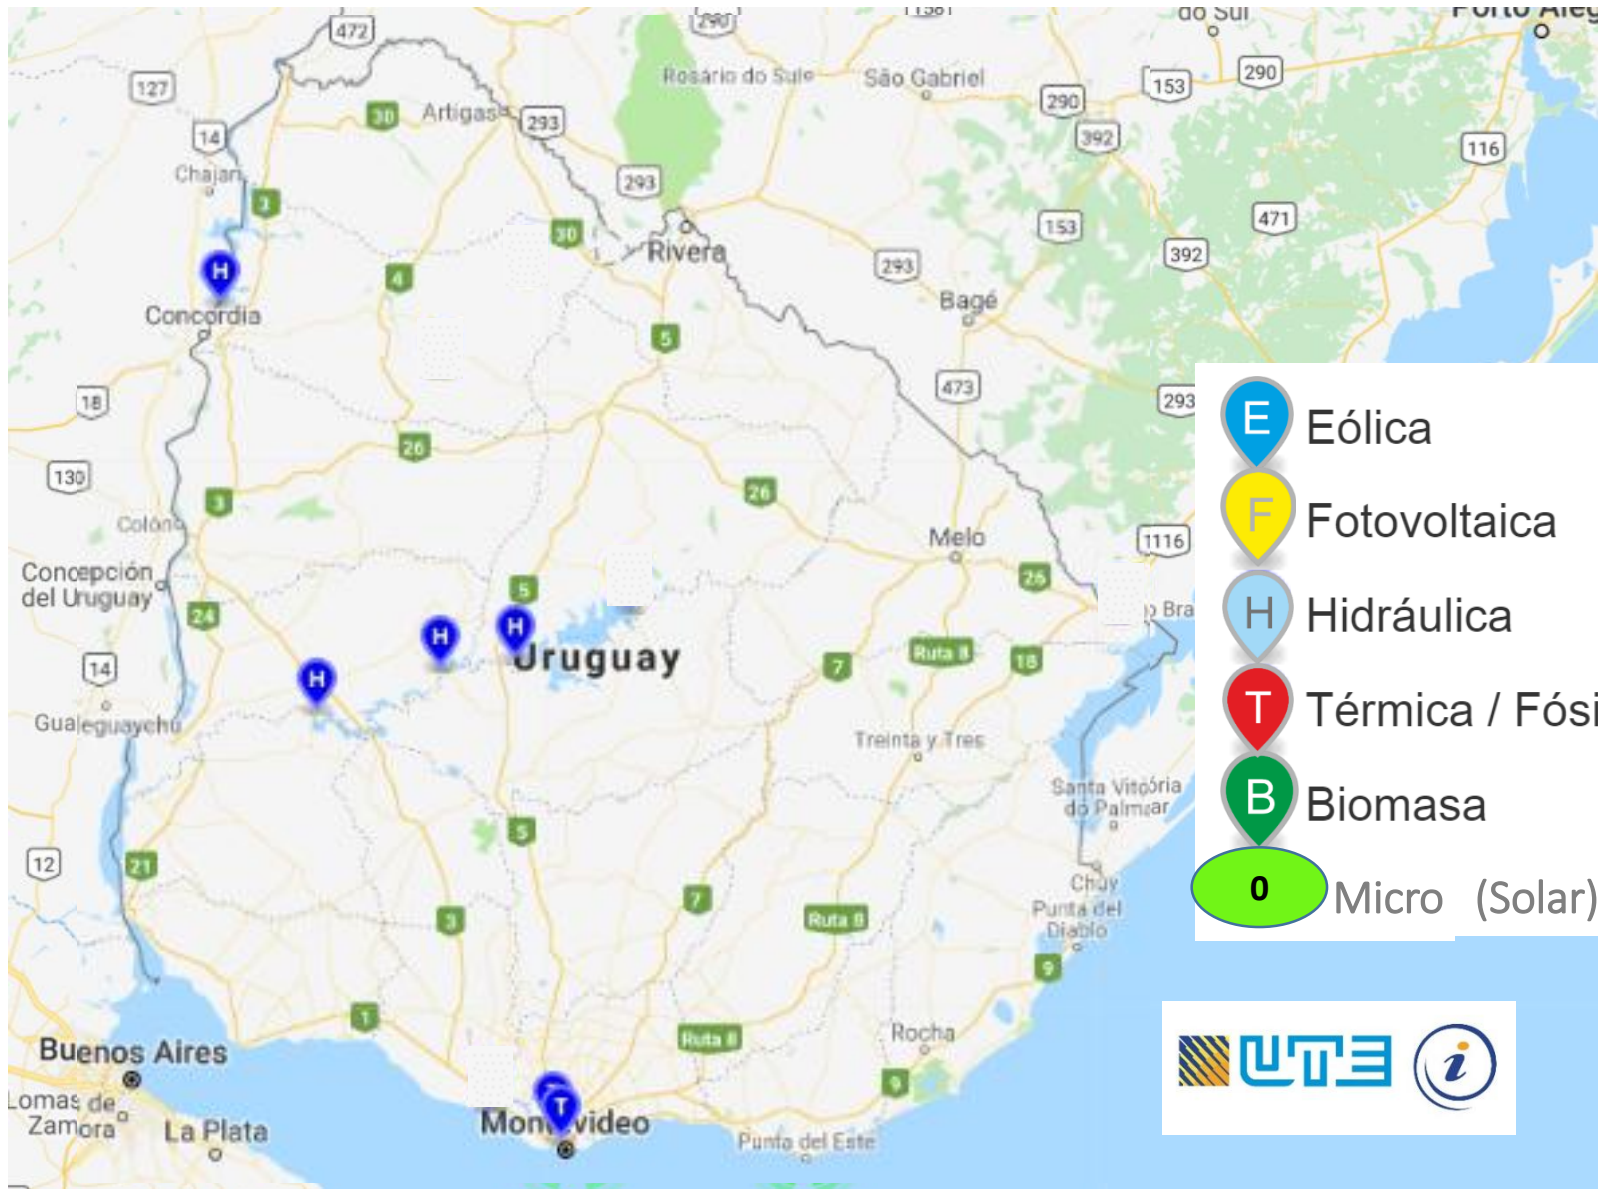 472
290
do Sul
127
Rosário do Sul
São Gabriel
153
290
30
Artigas
293
290
14
392
116
Chajarí
293
3
471
30
153
Rivera
392
H
4
293
Concordia
Bagé
5
473
18
293
E Eólica
26
130
3
26
F Fotovoltaica
Colón
Melo
1116
Concepción
del Uruguay
5
26
24
H Hidráulica
H
H
Ruta 8
Uruguay
14
7
18
H
Gualeguaychú
T Térmica / Fósi
Treinta y Tres
Santa Vitória
do Palmar
B Biomasa
5
12
21
Chuy
0 Micro (Solar)
7
3
Ruta 8
Punta del
Diablo
9
1
Ruta 8
Rocha
Buenos Aires
UTE i
9
Lomas de
Zamora
T
Montevideo
La Plata
Punta del Este